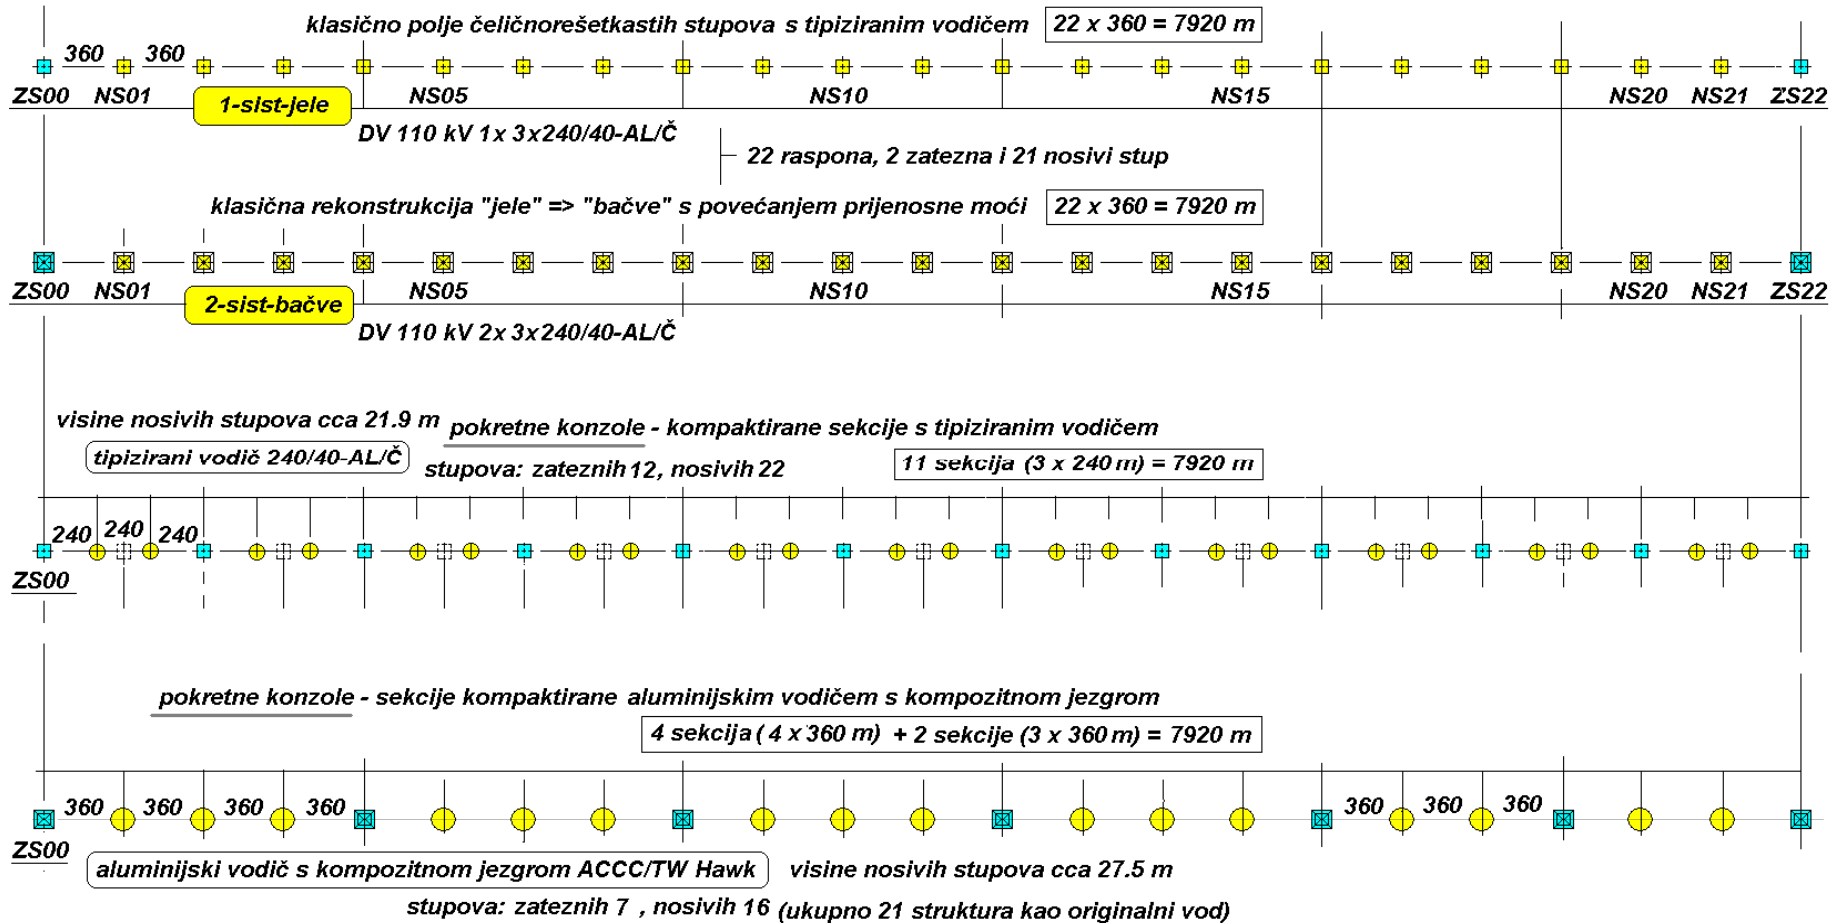 klasično polje čeličnorešetkastih stupova s tipiziranim vodičem 22 x 360 = 7920 m
360 360
ZS00 NS01 1-sist-jele NS05 NS10 NS15 NS20 NS21 ZS22
DV 110 kV 1x 3x240/40-AL/Č
22 raspona, 2 zatezna i 21 nosivi stup
klasična rekonstrukcija "jele" => "bačve" s povećanjem prijenosne moći 22 x 360 = 7920 m
ZS00 NS01 2-sist-bačve NS05 NS10 NS15 NS20 NS21 ZS22
DV 110 kV 2x 3x240/40-AL/Č
visine nosivih stupova cca 21.9 m pokretne konzole - kompaktirane sekcije s tipiziranim vodičem
tipizirani vodič 240/40-AL/Č stupova: zateznih 12, nosivih 22 11 sekcija (3 x 240 m) = 7920 m
240 240 240
ZS00
pokretne konzole - sekcije kompaktirane aluminijskim vodičem s kompozitnom jezgrom
4 sekcija ( 4 x 360 m) + 2 sekcije (3 x 360 m) = 7920 m
360 360 360 360 360 360 360
ZS00
aluminijski vodič s kompozitnom jezgrom ACCC/TW Hawk visine nosivih stupova cca 27.5 m
stupova: zateznih 7 , nosivih 16 (ukupno 21 struktura kao originalni vod)